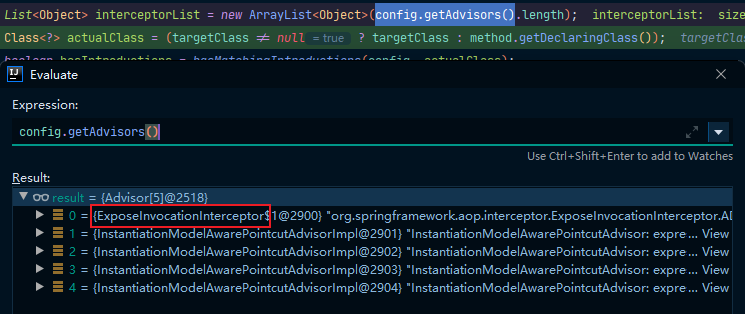 List<Object> interceptorList = new ArrayList<Object>(config.getAdvisors().length); interceptorList: size
Class<?> actualClass = (targetClass ≠ null = true ? targetClass : method.getDeclaringClass()); targetClas
boolean hasIntroductions = hasMatchingIntroductions(config, actualClass);
Evaluate
Expression:
config.getAdvisors()
Use Ctrl+Shift+Enter to add to Watches
Result:
result = {Advisor[5]@2518}
0 = {ExposeInvocationInterceptor$1@2900} "org.springframework.aop.interceptor.ExposeInvocationInterceptor.AD
1 = {InstantiationModelAwarePointcutAdvisorImpl@2901} "InstantiationModelAwarePointcutAdvisor: expre ... View
2 = {InstantiationModelAwarePointcutAdvisorImpl@2902} "InstantiationModelAwarePointcutAdvisor: expre ... View
3 = {InstantiationModelAwarePointcutAdvisorImpl@2903} "InstantiationModelAwarePointcutAdvisor: expre ... View
4 = {InstantiationModelAwarePointcutAdvisorImpl@2904} "InstantiationModelAwarePointcutAdvisor: expre ... View